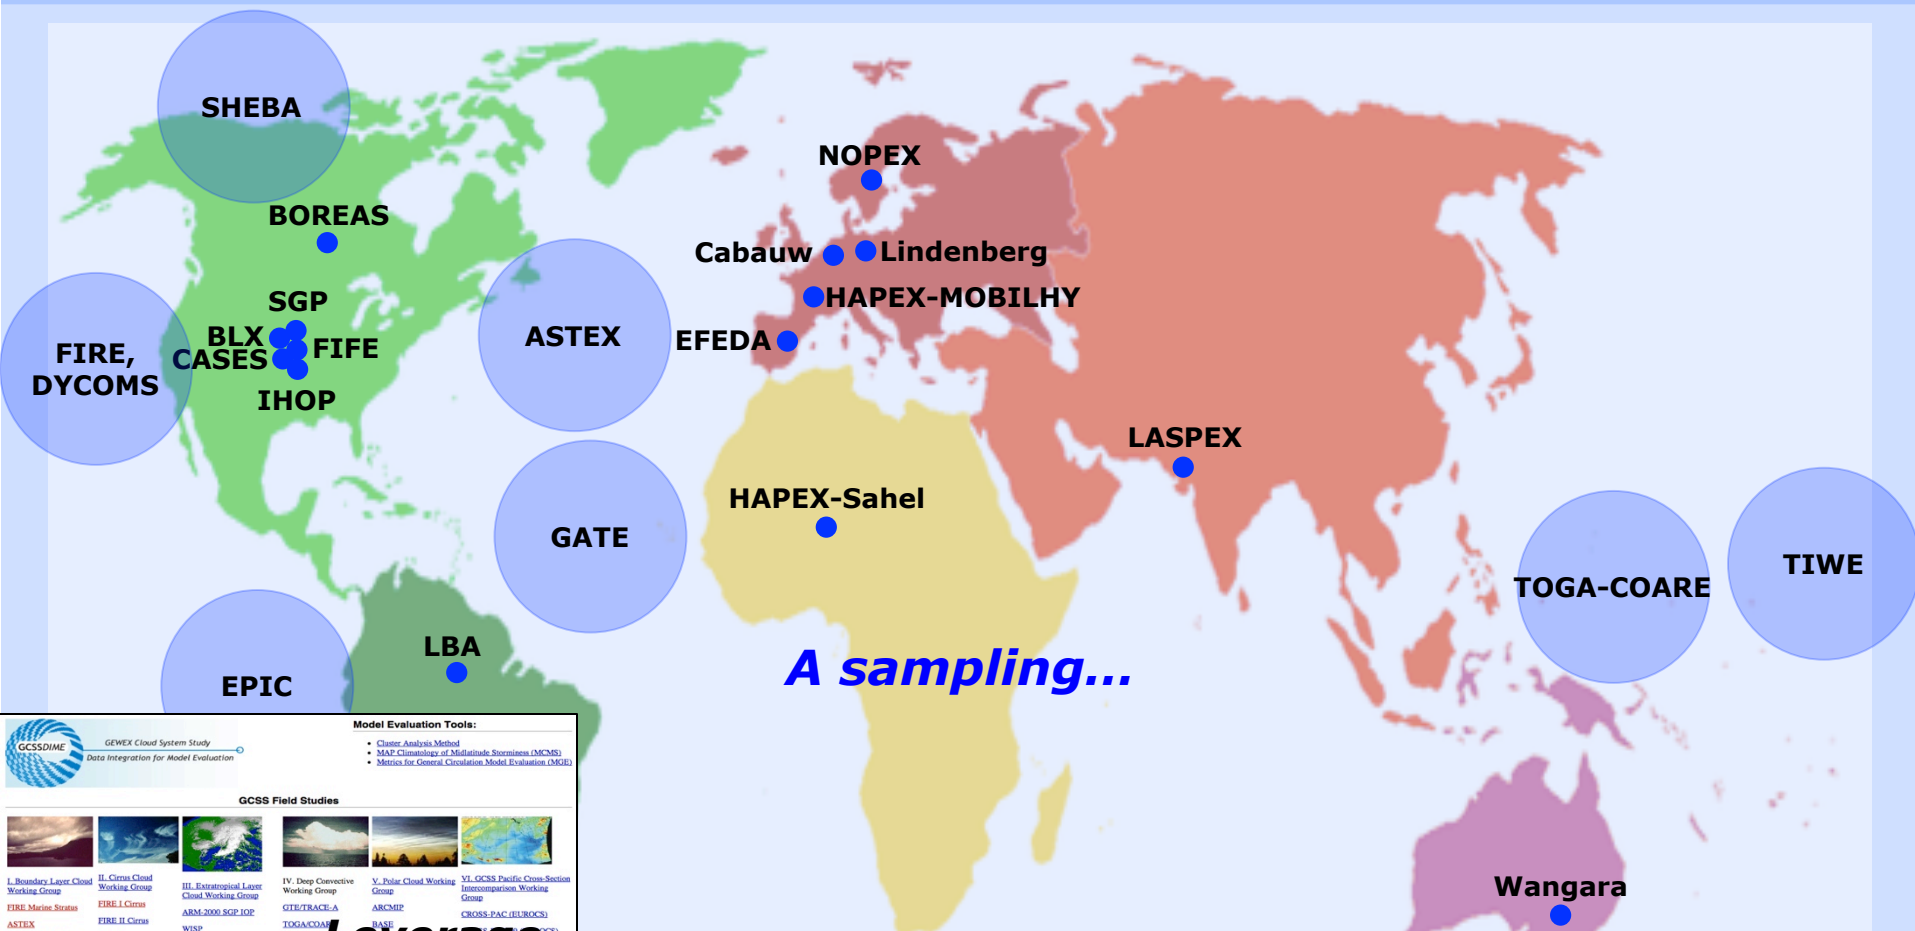 SHEBA
NOPEX
BOREAS
Cabauw
Lindenberg
SGP
HAPEX-MOBILHY
BLX
FIFE
ASTEX
EFEDA
FIRE,
DYCOMS
CASES
IHOP
LASPEX
HAPEX-Sahel
GATE
TIWE
TOGA-COARE
LBA
A sampling...
EPIC
GCSSDIME
GEWEX Cloud System Study
Data Integration for Model Evaluation
Model Evaluation Tools:
Cluster Analysis Method
MAP Climatology of Midlatitude Storminess (MCMS)
Metrics for General Circulation Model Evaluation (MGE)
GCSS Field Studies
I. Boundary Layer Cloud
Working Group
FIRE Marine Stratus
ASTEX
II. Cirrus Cloud
Working Group
FIRE I Cirrus
FIRE II Cirrus
III. Extratropical Layer
Cloud Working Group
ARM-2000 SGP IOP
WISP
IV. Deep Convective
Working Group
GTE/TRACE-A
V. Polar Cloud Working
Group
ARCMIP
BASE
VI. GCSS Pacific Cross-Section
Intercomparison Working
Group
CROSS-PAC (EUROCS)
Leverage
Wangara